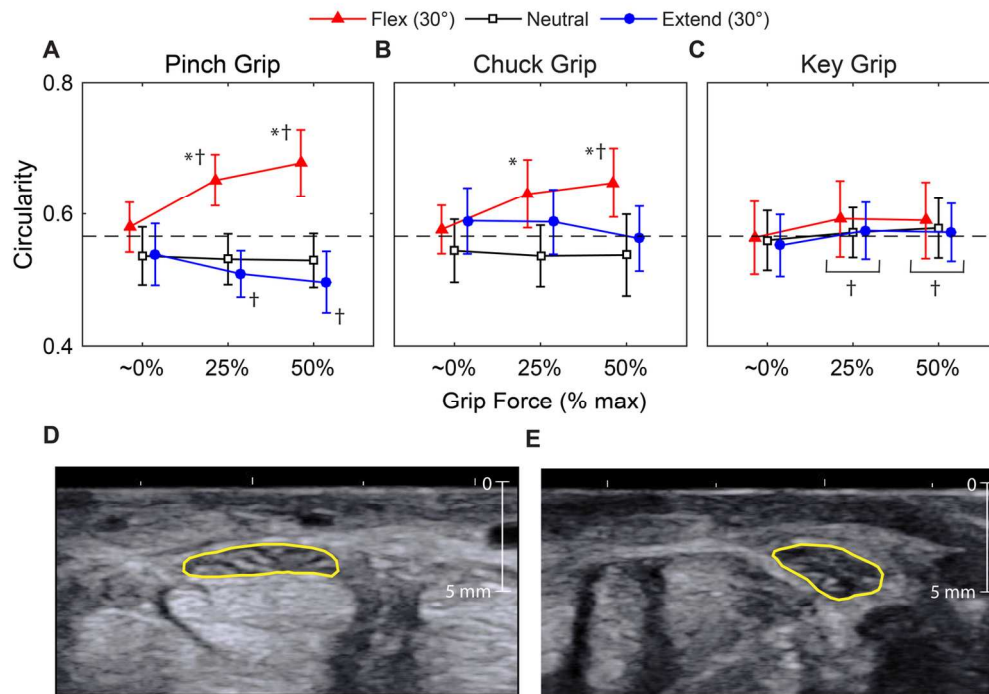 Flex (30°) Neutral Extend (30°)
A B C
Pinch Grip Chuck Grip Key Grip
0.8
*† *†
* *†
0.6
† †
† †
0.4
Circularity
~0% 25% 50% ~0% 25% 50% ~0% 25% 50%
Grip Force (% max)
D E
0 0
5 mm 5 mm